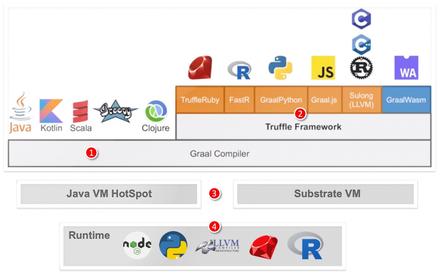 JS
WA
Java
Kotlin
Scala
Groovy
Clojure
TruffleRuby
FastR
GraalPython
Graal.js
Sulong
(LLVM)
GraalWasm
2
Truffle Framework
1
Graal Compiler
Java VM HotSpot
3
Substrate VM
4
Runtime
node
LLVM
R